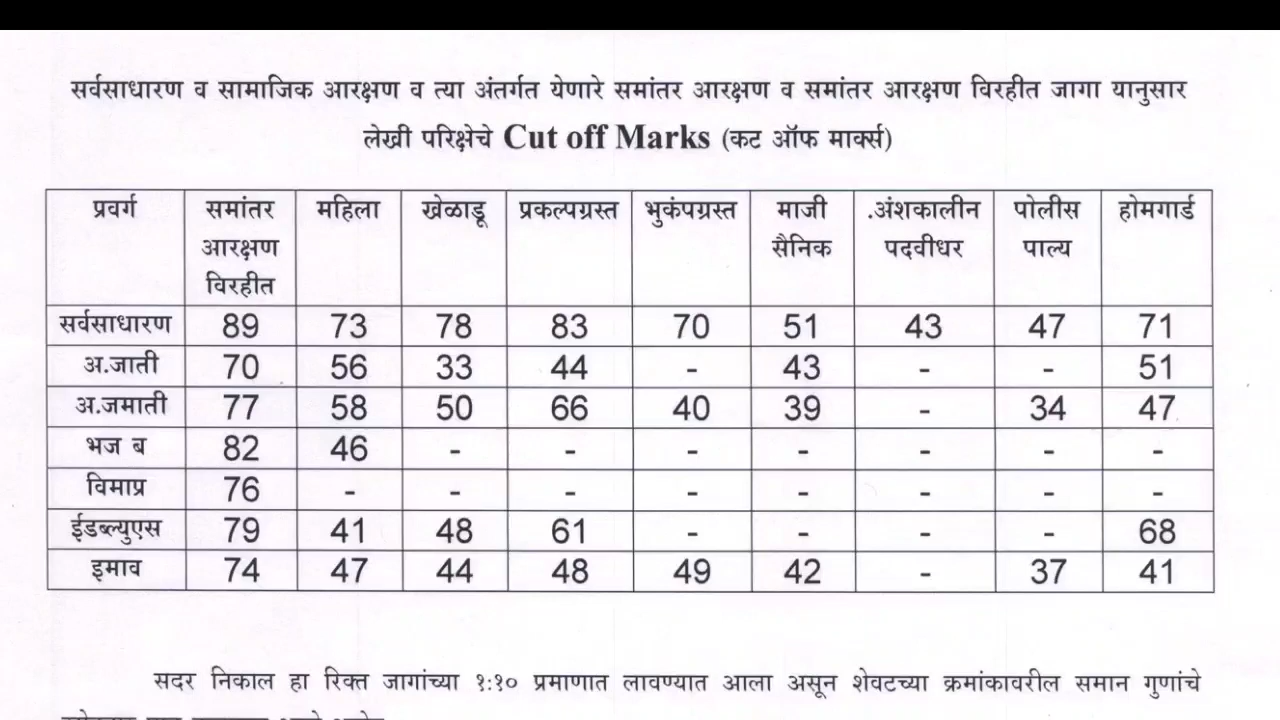 सर्वसाधारण व सामाजिक आरक्षण व त्या अंतर्गत येणारे समांतर आरक्षण व समांतर आरक्षण विरहीत जागा यानुसार
लेखी परिक्षेचे Cut off Marks (कट ऑफ मार्क्स)
प्रवर्ग समांतर आरक्षण विरहीत महिला खेळाडू प्रकल्पग्रस्त भुकंपग्रस्त माजी सैनिक .अंशकालीन पदवीधर पोलीस पाल्य होमगार्ड
सर्वसाधारण 89 73 78 83 70 51 43 47 71
अ.जाती 70 56 33 44 - 43 - - 51
अ.जमाती 77 58 50 66 40 39 - 34 47
भज ब 82 46 - - - - - - -
विमाप्र 76 - - - - - - - -
ईडब्ल्युएस 79 41 48 61 - - - - 68
इमाव 74 47 44 48 49 42 - 37 41
सदर निकाल हा रिक्त जागांच्या १:१० प्रमाणात लावण्यात आला असून शेवटच्या क्रमांकावरील समान गुणांचे